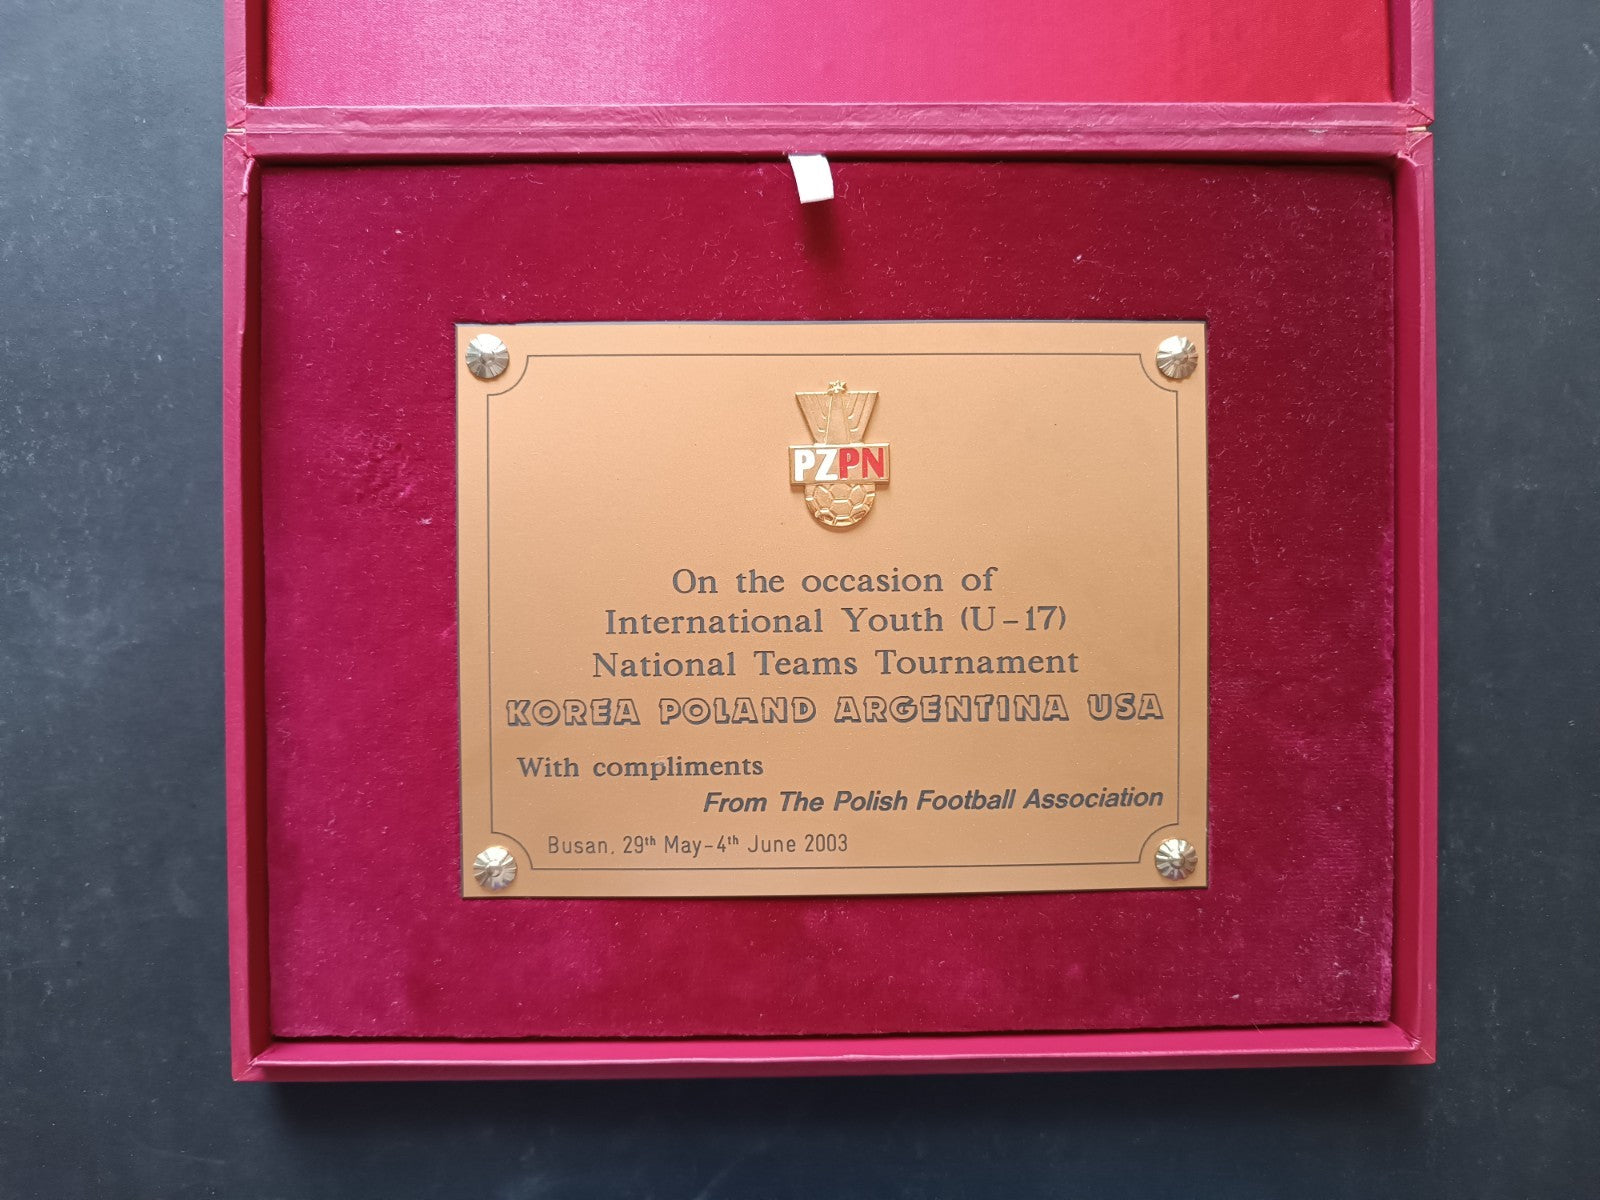 PZPN
On the occasion of
International Youth (U-17)
National Teams Tournament
KOREA POLAND ARGENTINA USA
With compliments
From The Polish Football Association
Busan, 29th May-4th June 2003